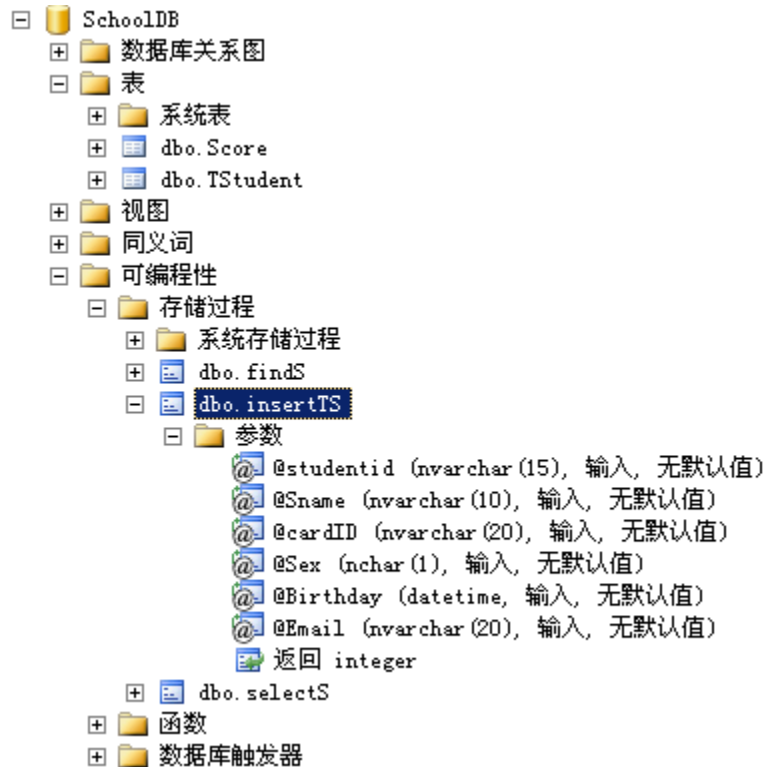 SchoolDB
数据库关系图
表
系统表
dbo.Score
dbo.TStudent
视图
同义词
可编程性
存储过程
系统存储过程
dbo.findS
dbo.insertTS
参数
@studentid (nvarchar(15), 输入, 无默认值)
@Sname (nvarchar(10), 输入, 无默认值)
@cardID (nvarchar(20), 输入, 无默认值)
@Sex (nchar(1), 输入, 无默认值)
@Birthday (datetime, 输入, 无默认值)
@Email (nvarchar(20), 输入, 无默认值)
返回 integer
dbo.selectS
函数
数据库触发器